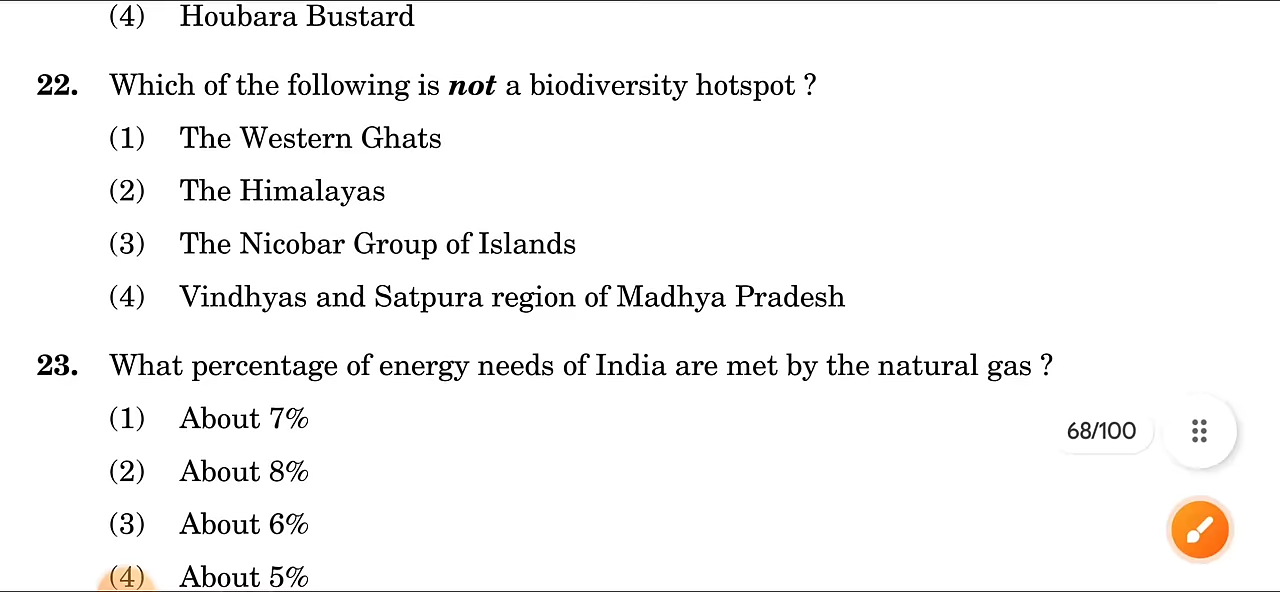 (4) Houbara Bustard
22. Which of the following is not a biodiversity hotspot ?
(1) The Western Ghats
(2) The Himalayas
(3) The Nicobar Group of Islands
(4) Vindhyas and Satpura region of Madhya Pradesh
23. What percentage of energy needs of India are met by the natural gas ?
(1) About 7%
68/100
(2) About 8%
(3) About 6%
(4) About 5%